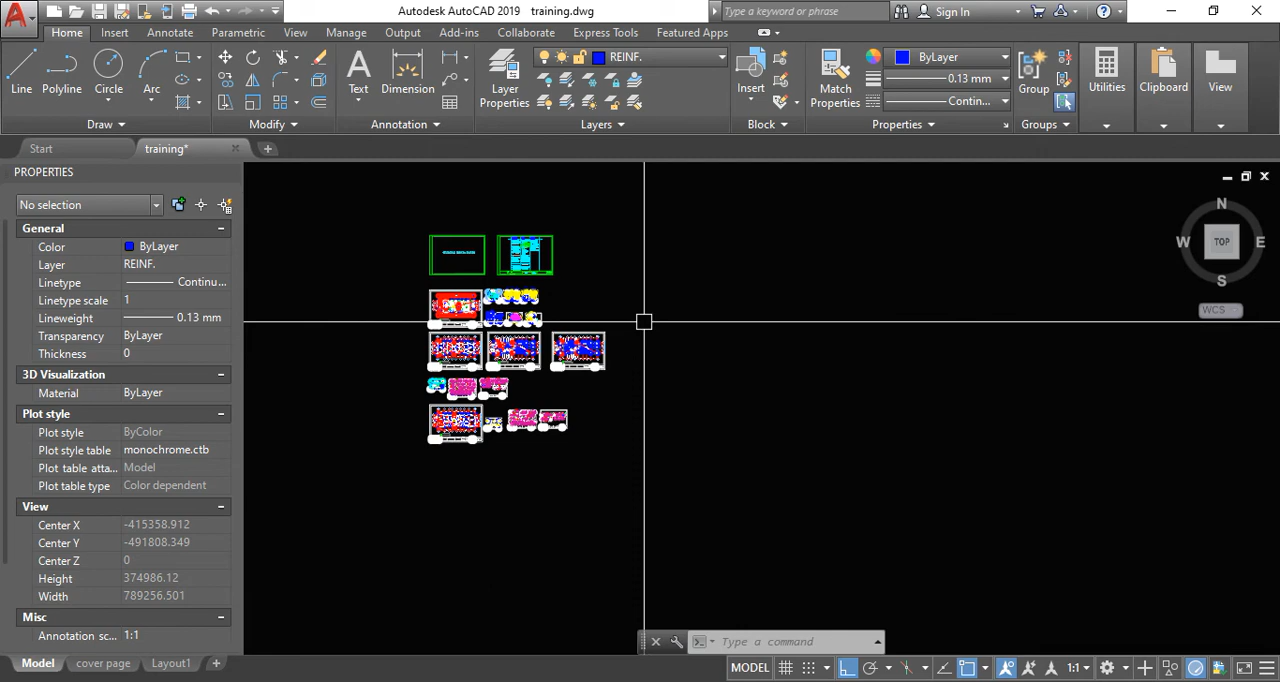 Autodesk AutoCAD 2019 training.dwg
Type a keyword or phrase
Sign In
Home Insert Annotate Parametric View Manage Output Add-ins Collaborate Express Tools Featured Apps
Line Polyline Circle Arc
Text Dimension
Layer Properties
REINF.
Insert
Match Properties
ByLayer
0.13 mm
Contin...
Group
Utilities
Clipboard
View
Draw Modify Annotation Layers Block Properties Groups
Start training*
PROPERTIES
No selection
General
Color ByLayer
Layer REINF.
Linetype Continu...
Linetype scale 1
Lineweight 0.13 mm
Transparency ByLayer
Thickness 0
3D Visualization
Material ByLayer
Plot style
Plot style ByColor
Plot style table monochrome.ctb
Plot table atta... Model
Plot table type Color dependent
View
Center X -415358.912
Center Y -491808.349
Center Z 0
Height 374986.12
Width 789256.501
Misc
Annotation sc... 1:1
N
W TOP E
S
WCS
Type a command
Model cover page Layout1
MODEL 1:1